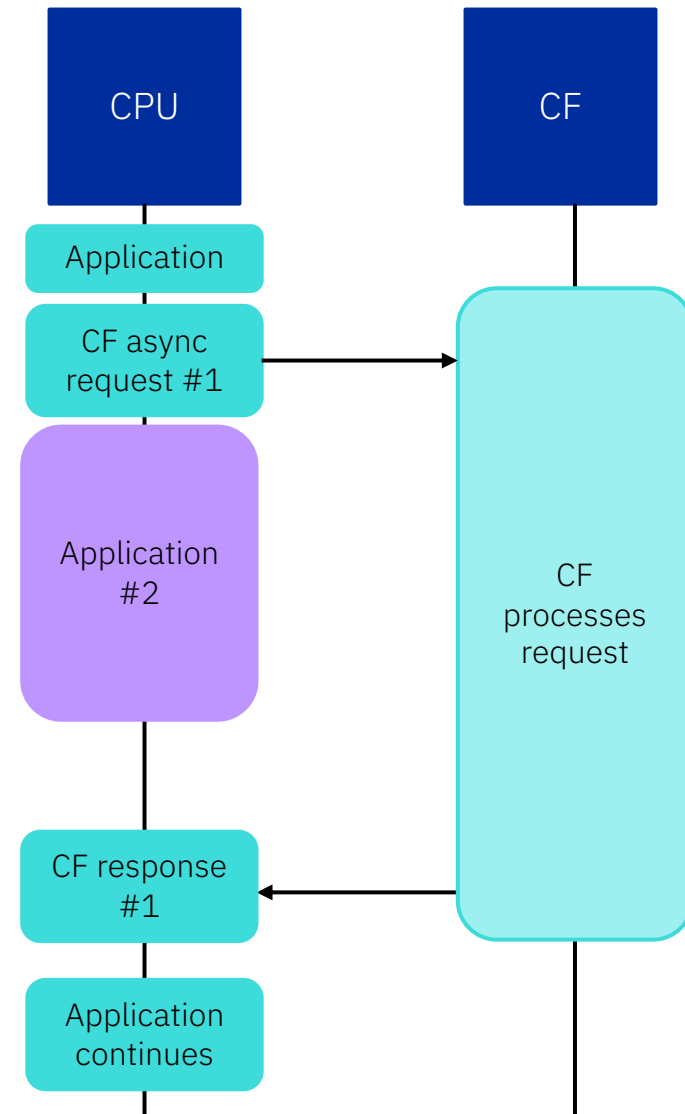 CPU
CF
Application
CF async
request #1
Application
#2
CF
processes
request
CF response
#1
Application
continues